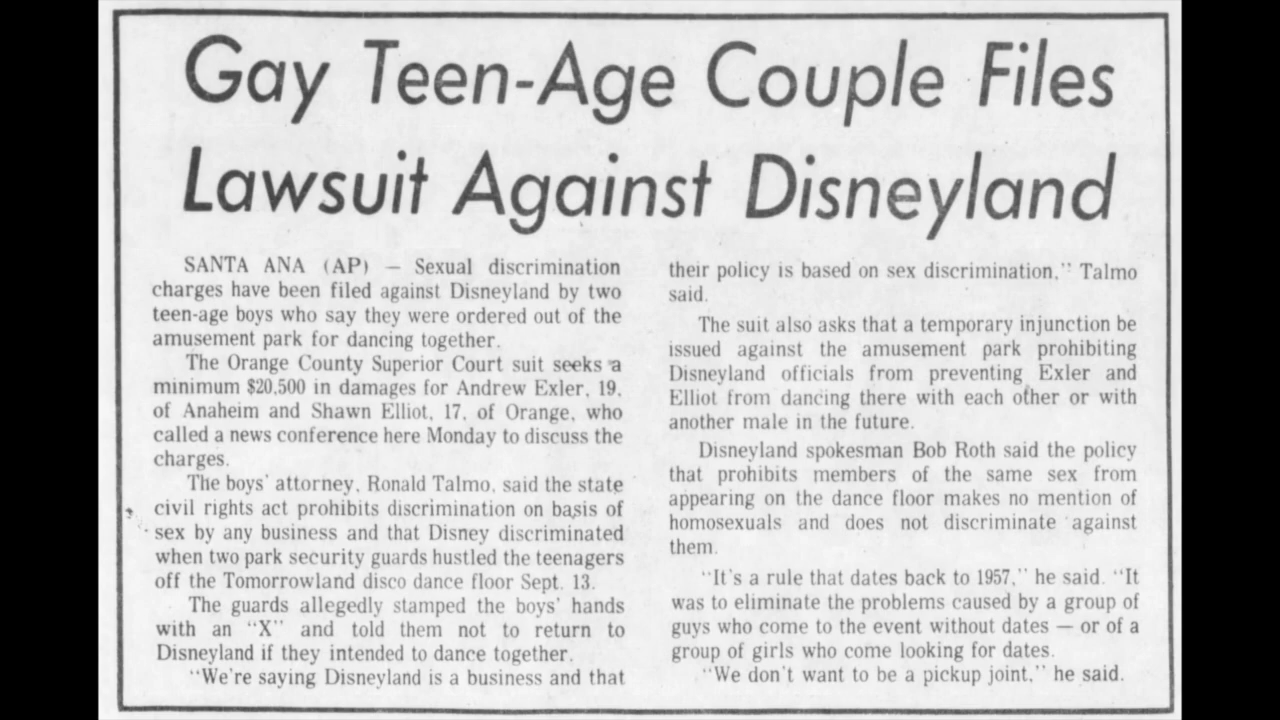 Gay Teen-Age Couple Files
Lawsuit Against Disneyland
SANTA ANA (AP) — Sexual discrimination
charges have been filed against Disneyland by two
teen-age boys who say they were ordered out of the
amusement park for dancing together.
The Orange County Superior Court suit seeks a
minimum $20,500 in damages for Andrew Exler, 19,
of Anaheim and Shawn Elliot, 17, of Orange, who
called a news conference here Monday to discuss the
charges.
The boys' attorney, Ronald Talmo, said the state
civil rights act prohibits discrimination on basis of
sex by any business and that Disney discriminated
when two park security guards hustled the teenagers
off the Tomorrowland disco dance floor Sept. 13.
The guards allegedly stamped the boys' hands
with an "X" and told them not to return to
Disneyland if they intended to dance together.
"We're saying Disneyland is a business and that
their policy is based on sex discrimination," Talmo
said.
The suit also asks that a temporary injunction be
issued against the amusement park prohibiting
Disneyland officials from preventing Exler and
Elliot from dancing there with each other or with
another male in the future.
Disneyland spokesman Bob Roth said the policy
that prohibits members of the same sex from
appearing on the dance floor makes no mention of
homosexuals and does not discriminate against
them.
"It's a rule that dates back to 1957," he said. "It
was to eliminate the problems caused by a group of
guys who come to the event without dates — or of a
group of girls who come looking for dates.
"We don't want to be a pickup joint," he said.